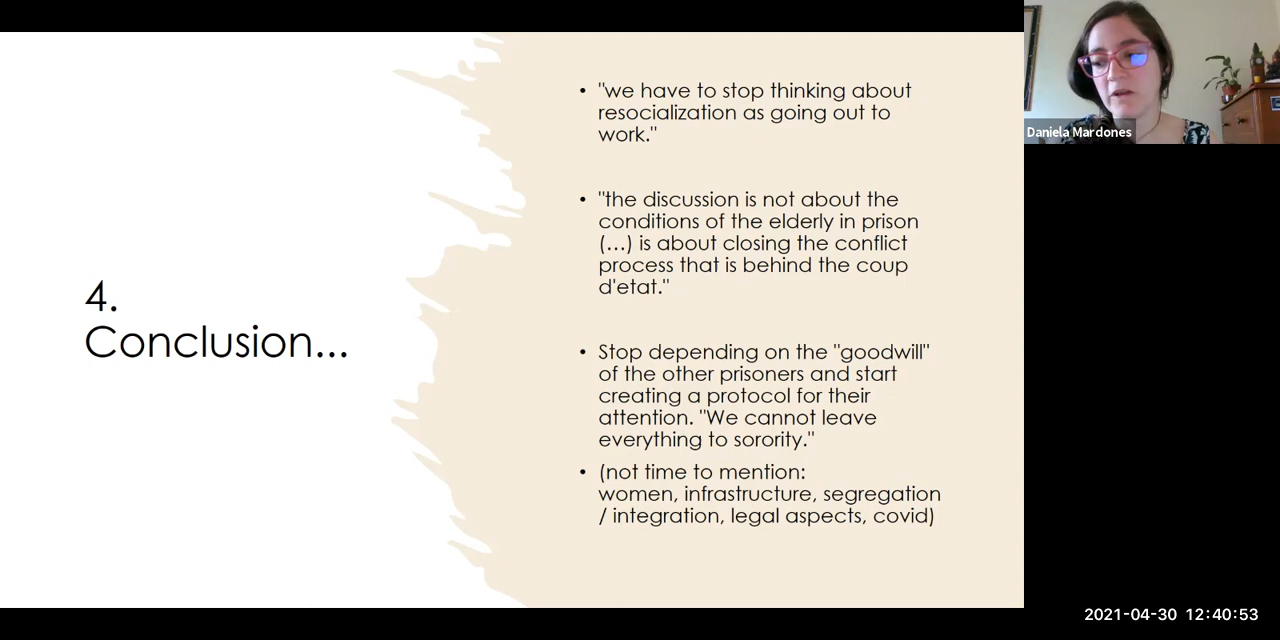 4.
Conclusion...
• "we have to stop thinking about
resocialization as going out to
work."
• "the discussion is not about the
conditions of the elderly in prison
(...) is about closing the conflict
process that is behind the coup
d'etat."
• Stop depending on the "goodwill"
of the other prisoners and start
creating a protocol for their
attention. "We cannot leave
everything to sorority."
• (not time to mention:
women, infrastructure, segregation
/ integration, legal aspects, covid)
Daniela Mardones
2021-04-30 12:40:53